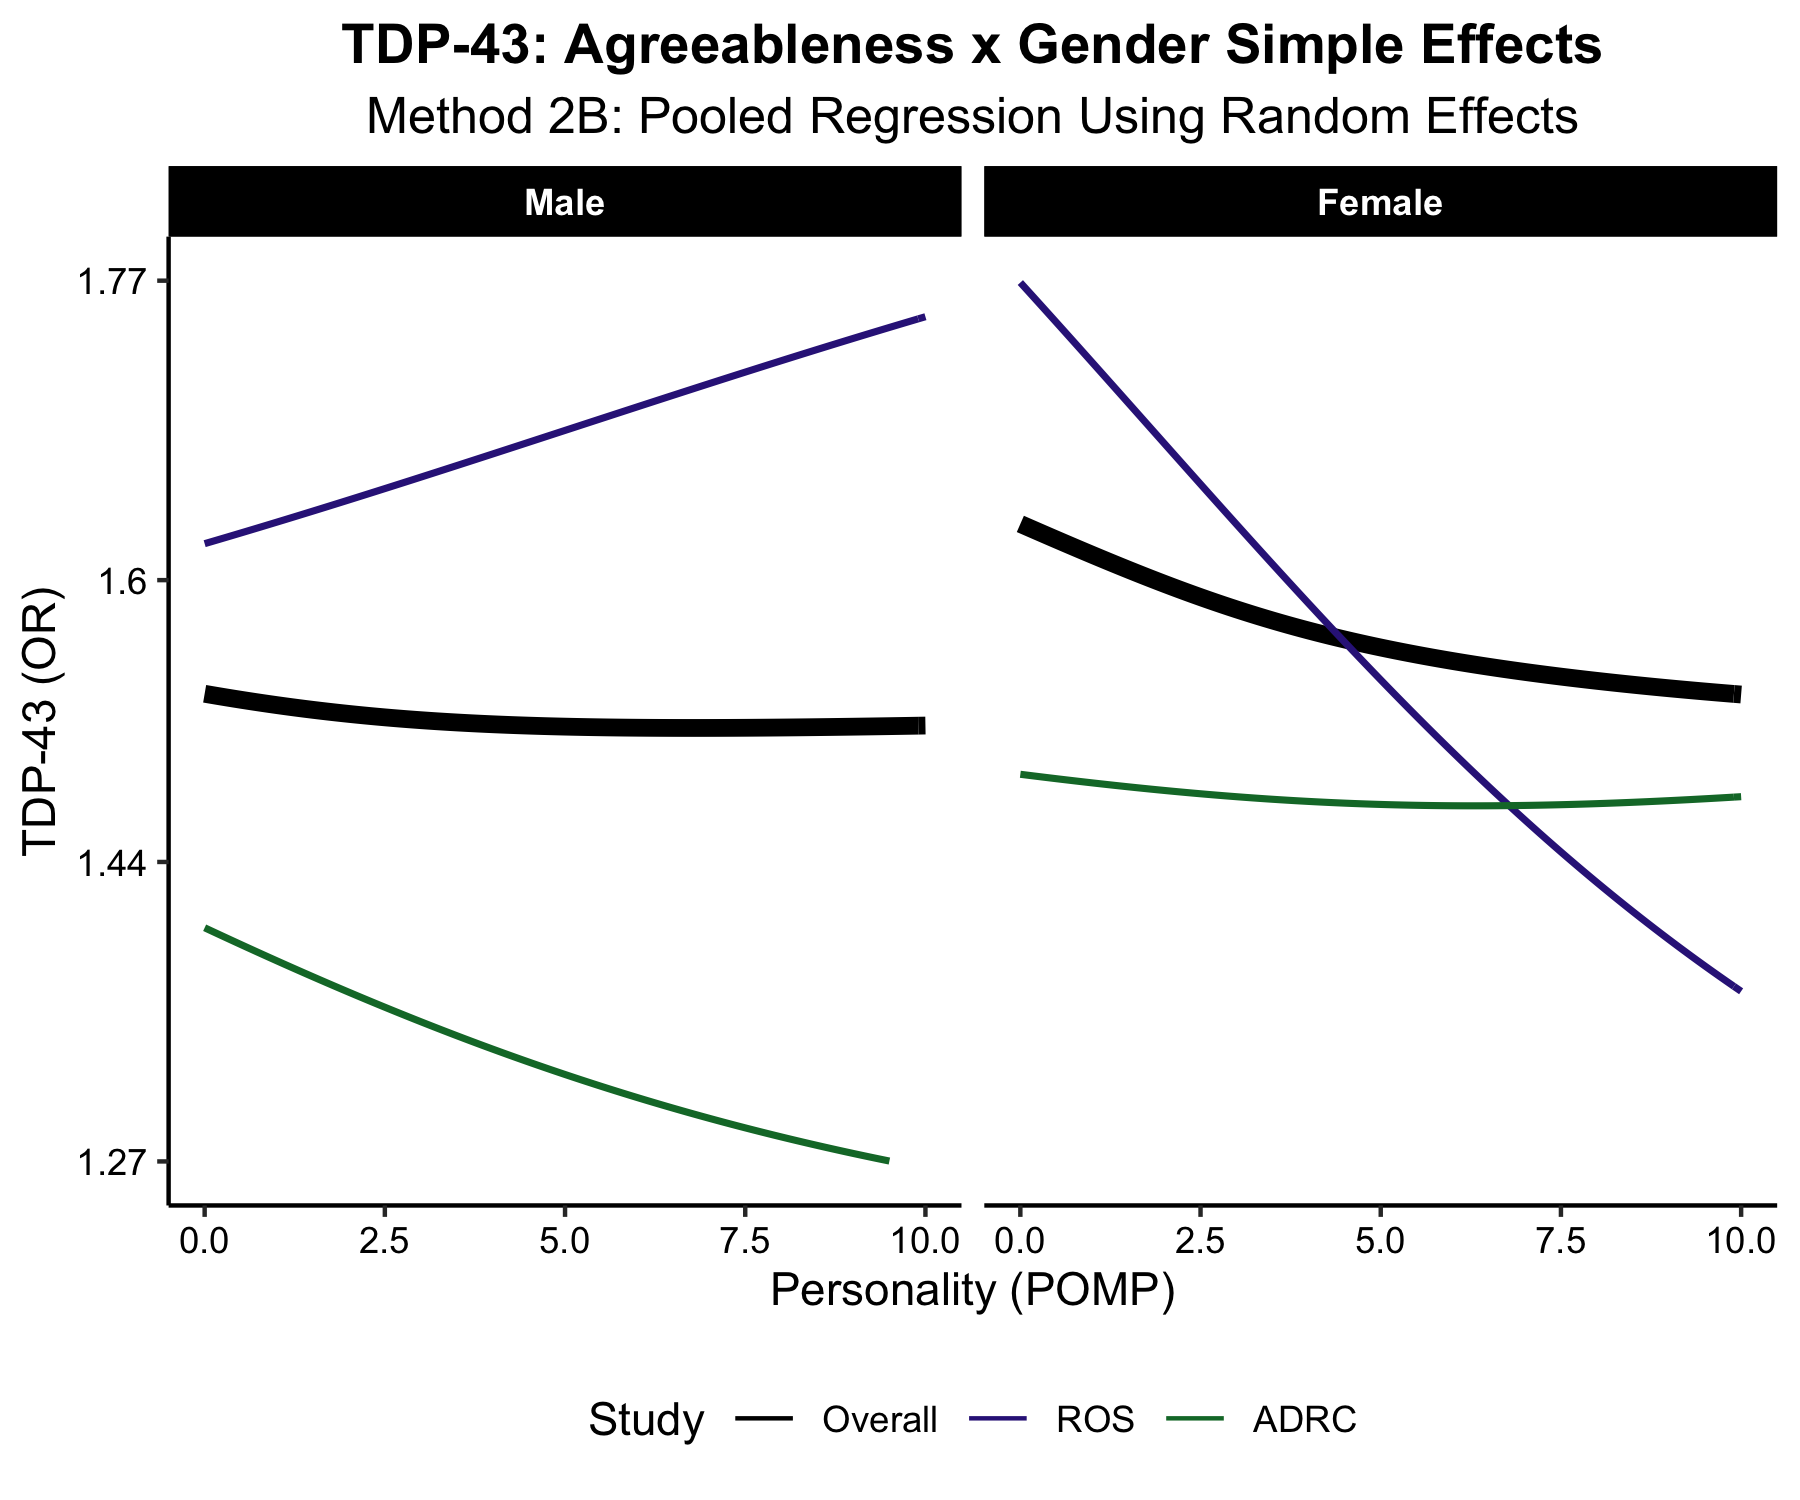 TDP-43: Agreeableness x Gender Simple Effects
Method 2B: Pooled Regression Using Random Effects
Male
Female
TDP-43 (OR)
1.77
1.6
1.44
1.27
0.0 2.5 5.0 7.5 10.0
0.0 2.5 5.0 7.5 10.0
Personality (POMP)
Study Overall ROS ADRC